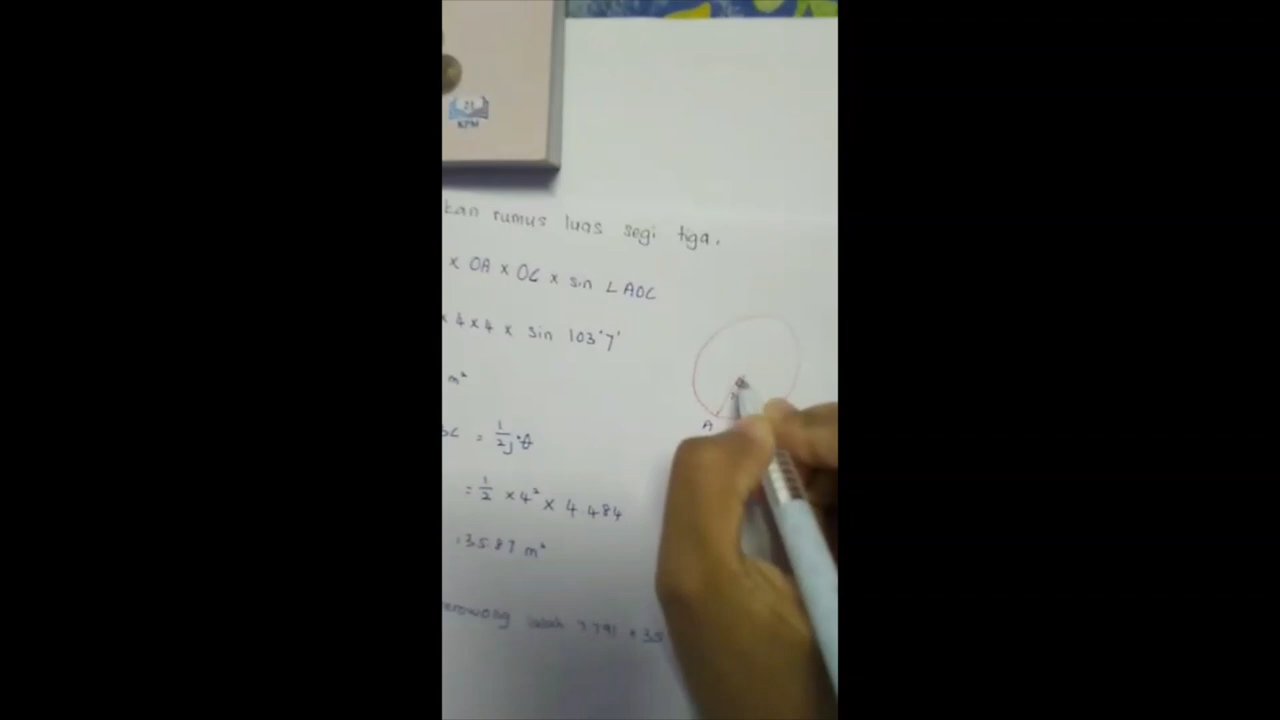 KPM
kan rumus luas segi tiga.
x OA x OC x sin ∠AOC
x 4 x 4 x sin 103°7'
m²
= 1/2 j²θ
= 1/2 x 4² x 4.484
= 35.87 m²
A